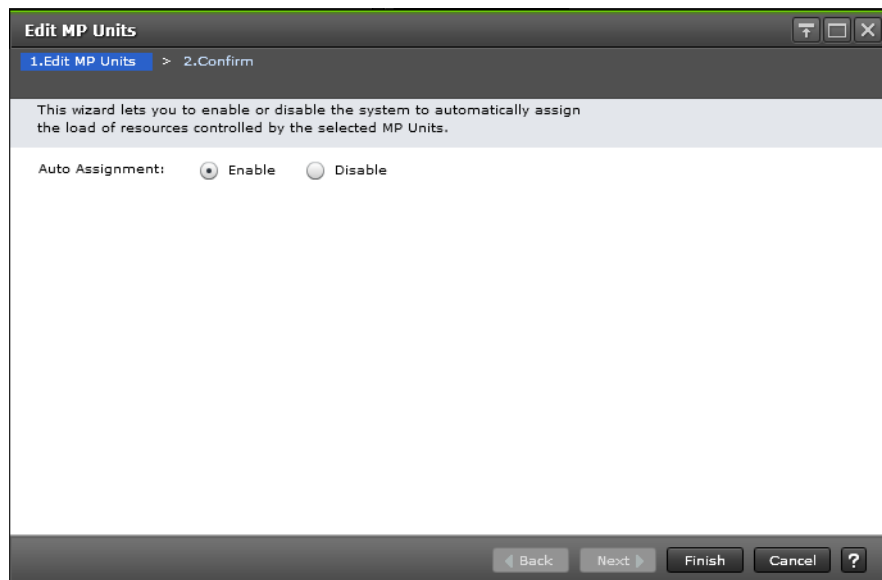 Edit MP Units
1.Edit MP Units > 2.Confirm
This wizard lets you to enable or disable the system to automatically assign
the load of resources controlled by the selected MP Units.
Auto Assignment: Enable Disable
Back Next Finish Cancel ?